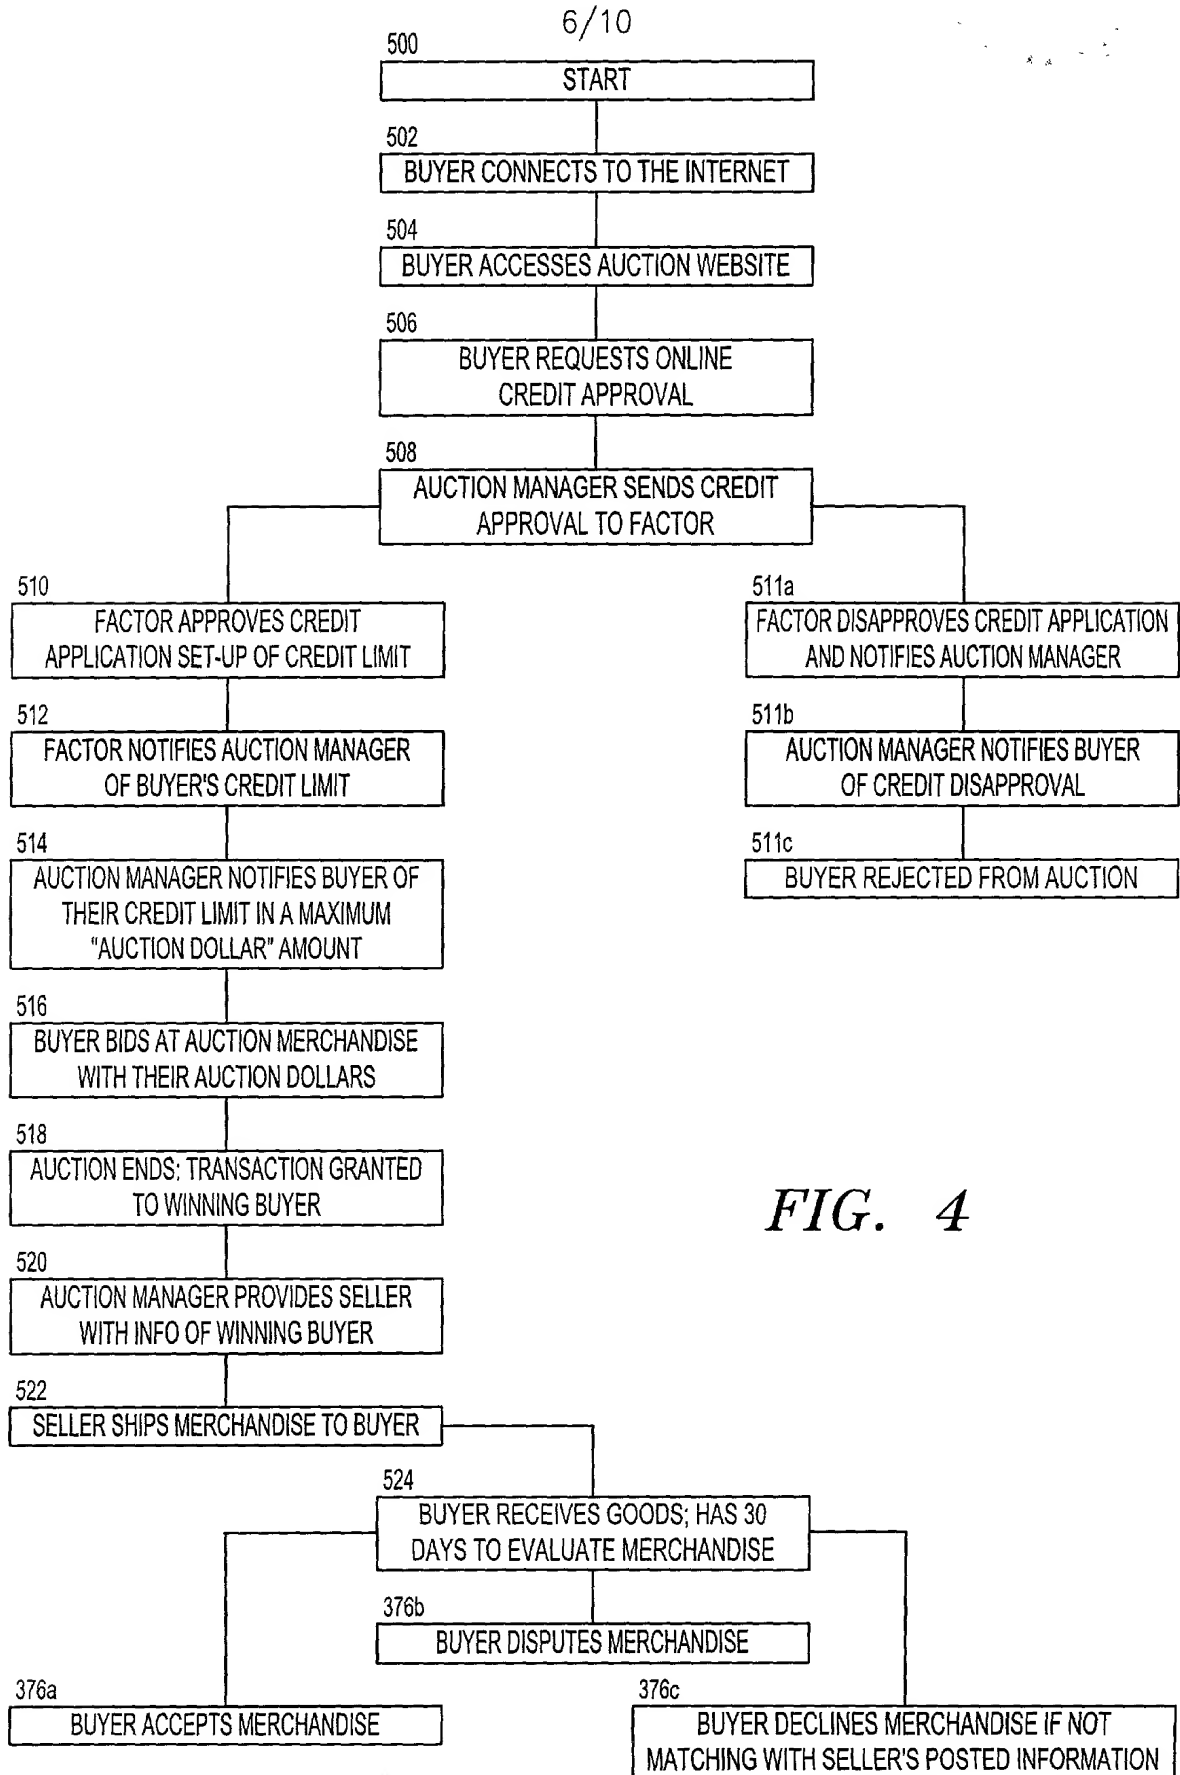 6/10
500
START
502
BUYER CONNECTS TO THE INTERNET
504
BUYER ACCESSES AUCTION WEBSITE
506
BUYER REQUESTS ONLINE
CREDIT APPROVAL
508
AUCTION MANAGER SENDS CREDIT
APPROVAL TO FACTOR
510
FACTOR APPROVES CREDIT
APPLICATION SET-UP OF CREDIT LIMIT
511a
FACTOR DISAPPROVES CREDIT APPLICATION
AND NOTIFIES AUCTION MANAGER
512
FACTOR NOTIFIES AUCTION MANAGER
OF BUYER'S CREDIT LIMIT
511b
AUCTION MANAGER NOTIFIES BUYER
OF CREDIT DISAPPROVAL
514
AUCTION MANAGER NOTIFIES BUYER OF
THEIR CREDIT LIMIT IN A MAXIMUM
"AUCTION DOLLAR" AMOUNT
511c
BUYER REJECTED FROM AUCTION
516
BUYER BIDS AT AUCTION MERCHANDISE
WITH THEIR AUCTION DOLLARS
518
AUCTION ENDS; TRANSACTION GRANTED
TO WINNING BUYER
FIG. 4
520
AUCTION MANAGER PROVIDES SELLER
WITH INFO OF WINNING BUYER
522
SELLER SHIPS MERCHANDISE TO BUYER
524
BUYER RECEIVES GOODS; HAS 30
DAYS TO EVALUATE MERCHANDISE
376b
BUYER DISPUTES MERCHANDISE
376a
BUYER ACCEPTS MERCHANDISE
376c
BUYER DECLINES MERCHANDISE IF NOT
MATCHING WITH SELLER'S POSTED INFORMATION